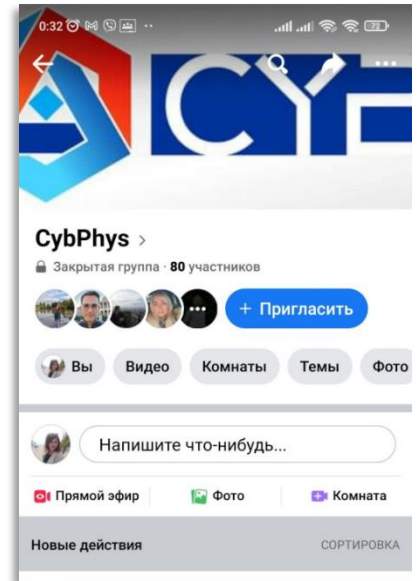 0:32
72
CYB
CybPhys >
Закрытая группа · 80 участников
+ Пригласить
Вы Видео Комнаты Темы Фото
Напишите что-нибудь...
Прямой эфир Фото Комната
Новые действия СОРТИРОВКА